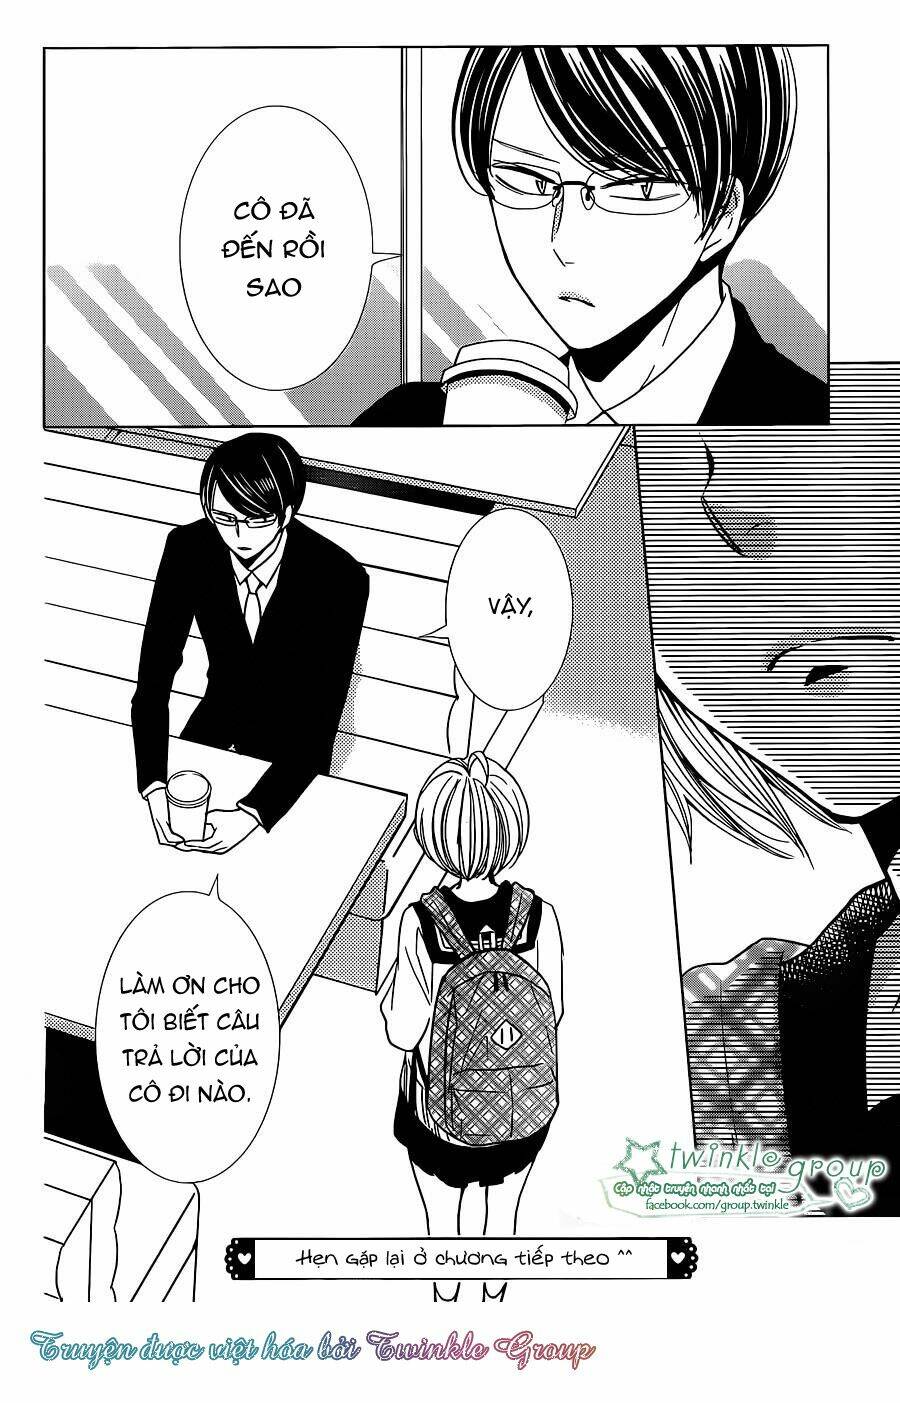 CÔ ĐÃ
ĐẾN RỒI
SAO
VẬY,
LÀM ƠN CHO
TÔI BIẾT CÂU
TRẢ LỜI CỦA
CÔ ĐI NÀO.
twinkle group
Cập nhật truyện nhanh nhất tại
facebook.com/group.twinkle
Hẹn gặp lại ở chương tiếp theo ^^
Truyện được việt hóa bởi Twinkle Group